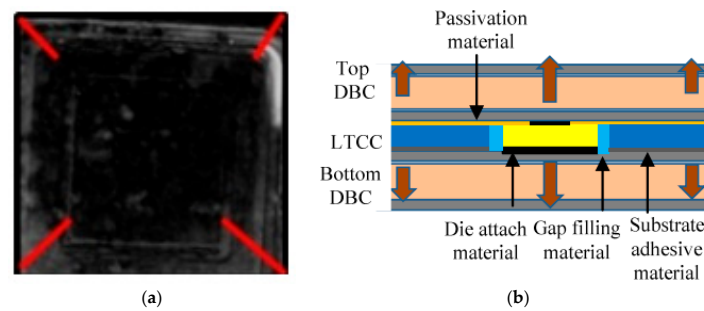 Passivation
material
Top
DBC
LTCC
Bottom
DBC
Die attach
material
Gap filling
material
Substrate
adhesive
material
(a)
(b)